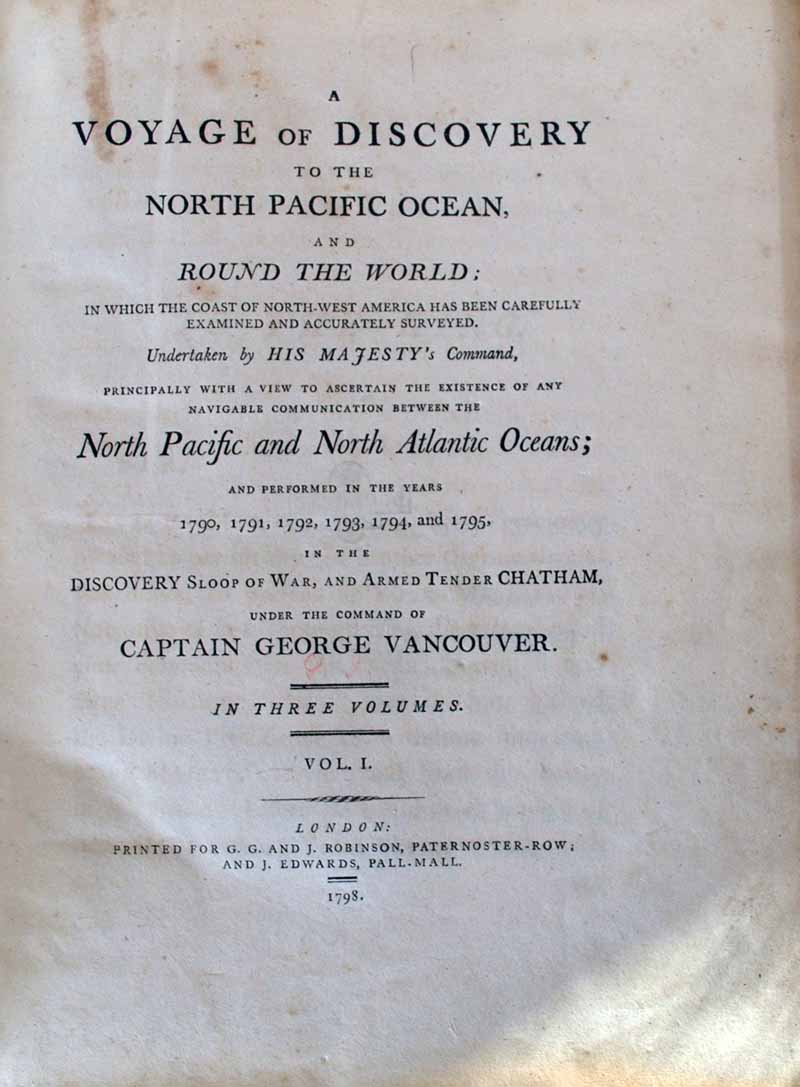 A
VOYAGE OF DISCOVERY
TO THE
NORTH PACIFIC OCEAN,
AND
ROUND THE WORLD;
IN WHICH THE COAST OF NORTH-WEST AMERICA HAS BEEN CAREFULLY
EXAMINED AND ACCURATELY SURVEYED.
Undertaken by HIS MAJESTY's Command,
PRINCIPALLY WITH A VIEW TO ASCERTAIN THE EXISTENCE OF ANY
NAVIGABLE COMMUNICATION BETWEEN THE
North Pacific and North Atlantic Oceans;
AND PERFORMED IN THE YEARS
1790, 1791, 1792, 1793, 1794, and 1795,
IN THE
DISCOVERY SLOOP OF WAR, AND ARMED TENDER CHATHAM,
UNDER THE COMMAND OF
CAPTAIN GEORGE VANCOUVER.
IN THREE VOLUMES.
VOL. I.
LONDON:
PRINTED FOR G. G. AND J. ROBINSON, PATERNOSTER-ROW;
AND J. EDWARDS, PALL-MALL.
1798.